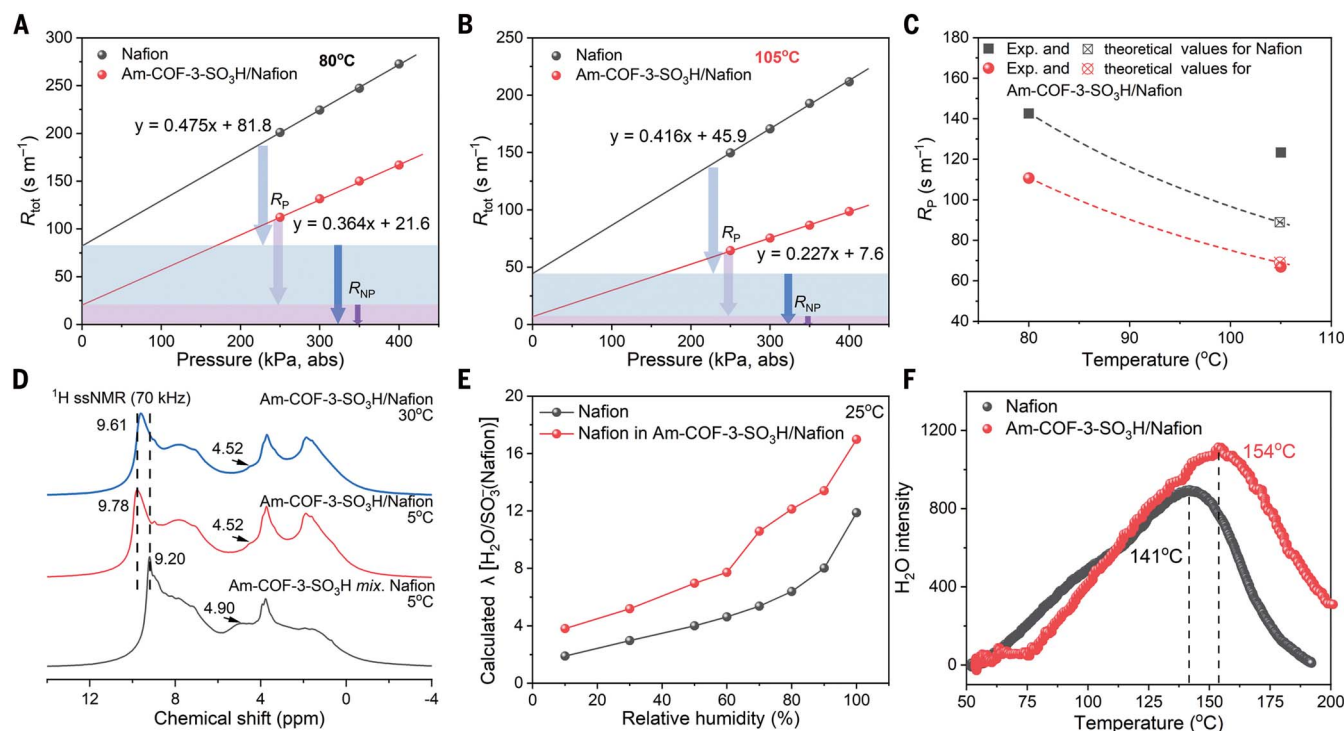 A
300
250
200
150
100
50
0
R_tot (s m⁻¹)
Nafion
Am-COF-3-SO₃H/Nafion
80°C
y = 0.475x + 81.8
R_P
y = 0.364x + 21.6
R_NP
0 100 200 300 400
Pressure (kPa, abs)
B
250
200
150
100
50
0
R_tot (s m⁻¹)
Nafion
Am-COF-3-SO₃H/Nafion
105°C
y = 0.416x + 45.9
R_P
y = 0.227x + 7.6
R_NP
0 100 200 300 400
Pressure (kPa, abs)
C
180
160
140
120
100
80
60
40
R_P (s m⁻¹)
Exp. and theoretical values for Nafion
Exp. and theoretical values for
Am-COF-3-SO₃H/Nafion
80 90 100 110
Temperature (°C)
D
¹H ssNMR (70 kHz)
9.61
Am-COF-3-SO₃H/Nafion
30°C
4.52
9.78
Am-COF-3-SO₃H/Nafion
5°C
4.52
9.20
Am-COF-3-SO₃H mix. Nafion
5°C
4.90
12 8 4 0 -4
Chemical shift (ppm)
E
16
12
8
4
0
Calculated λ [H₂O/SO₃⁻(Nafion)]
Nafion
Nafion in Am-COF-3-SO₃H/Nafion
25°C
0 20 40 60 80 100
Relative humidity (%)
F
1200
800
400
0
H₂O intensity
Nafion
Am-COF-3-SO₃H/Nafion
154°C
141°C
50 75 100 125 150 175 200
Temperature (°C)